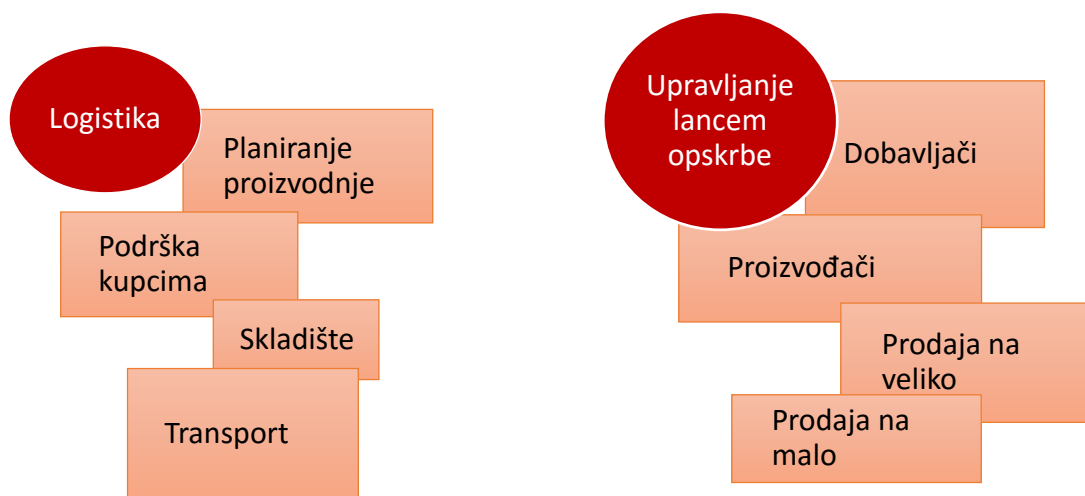 Logistika
Planiranje
proizvodnje
Podrška
kupcima
Skladište
Transport
Upravljanje
lancem
opskrbe
Dobavljači
Proizvođači
Prodaja na
veliko
Prodaja na
malo